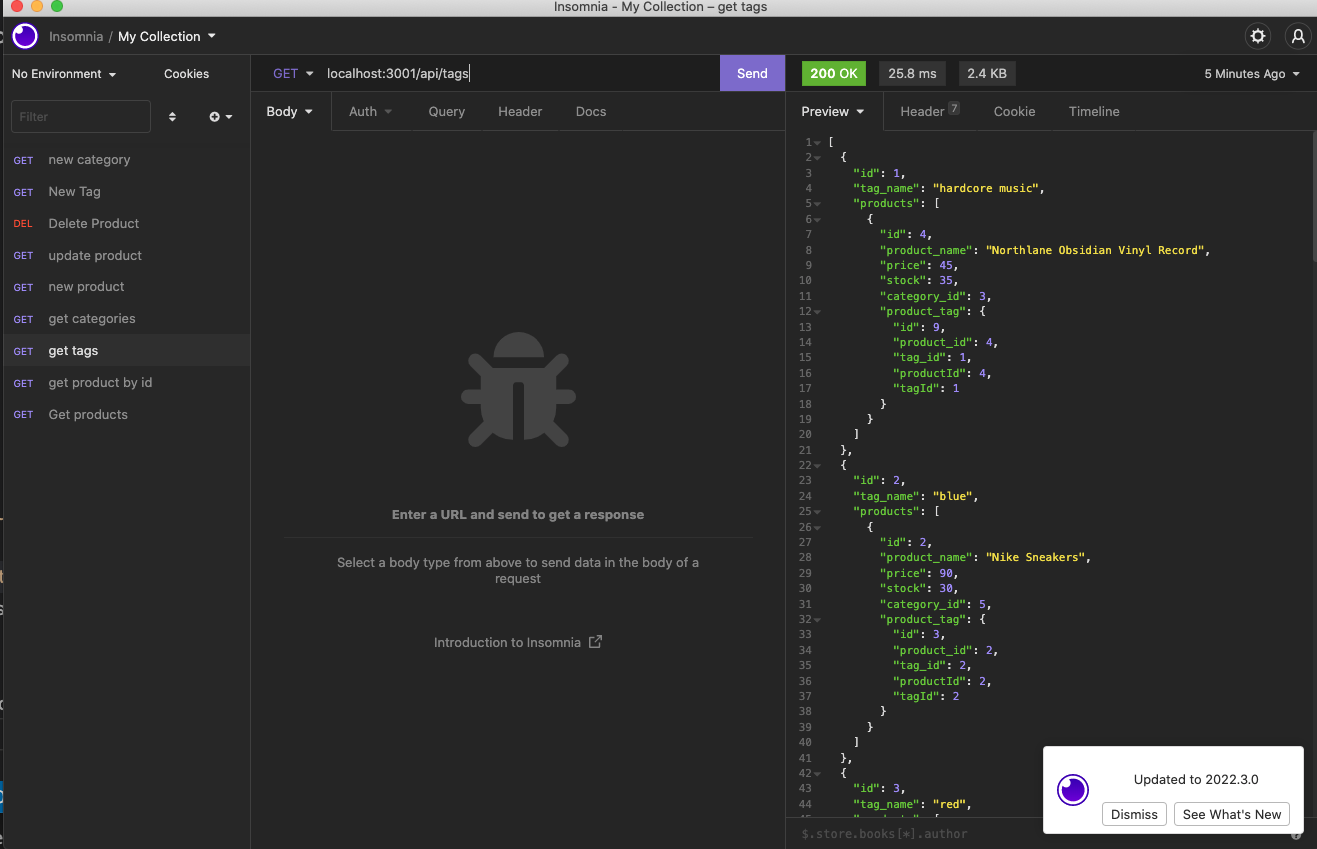 Insomnia - My Collection – get tags
Insomnia / My Collection
No Environment
Cookies
GET localhost:3001/api/tags
Send
200 OK
25.8 ms
2.4 KB
5 Minutes Ago
Filter
Body
Auth
Query
Header
Docs
Preview
Header 7
Cookie
Timeline
GET new category
GET New Tag
DEL Delete Product
GET update product
GET new product
GET get categories
GET get tags
GET get product by id
GET Get products
Enter a URL and send to get a response
Select a body type from above to send data in the body of a
request
Introduction to Insomnia
1 [
2 {
3 "id": 1,
4 "tag_name": "hardcore music",
5 "products": [
6 {
7 "id": 4,
8 "product_name": "Northlane Obsidian Vinyl Record",
9 "price": 45,
10 "stock": 35,
11 "category_id": 3,
12 "product_tag": {
13 "id": 9,
14 "product_id": 4,
15 "tag_id": 1,
16 "productId": 4,
17 "tagId": 1
18 }
19 }
20 ]
21 },
22 {
23 "id": 2,
24 "tag_name": "blue",
25 "products": [
26 {
27 "id": 2,
28 "product_name": "Nike Sneakers",
29 "price": 90,
30 "stock": 30,
31 "category_id": 5,
32 "product_tag": {
33 "id": 3,
34 "product_id": 2,
35 "tag_id": 2,
36 "productId": 2,
37 "tagId": 2
38 }
39 }
40 ]
41 },
42 {
43 "id": 3,
44 "tag_name": "red",
$.store.books[*].author
Updated to 2022.3.0
Dismiss
See What's New